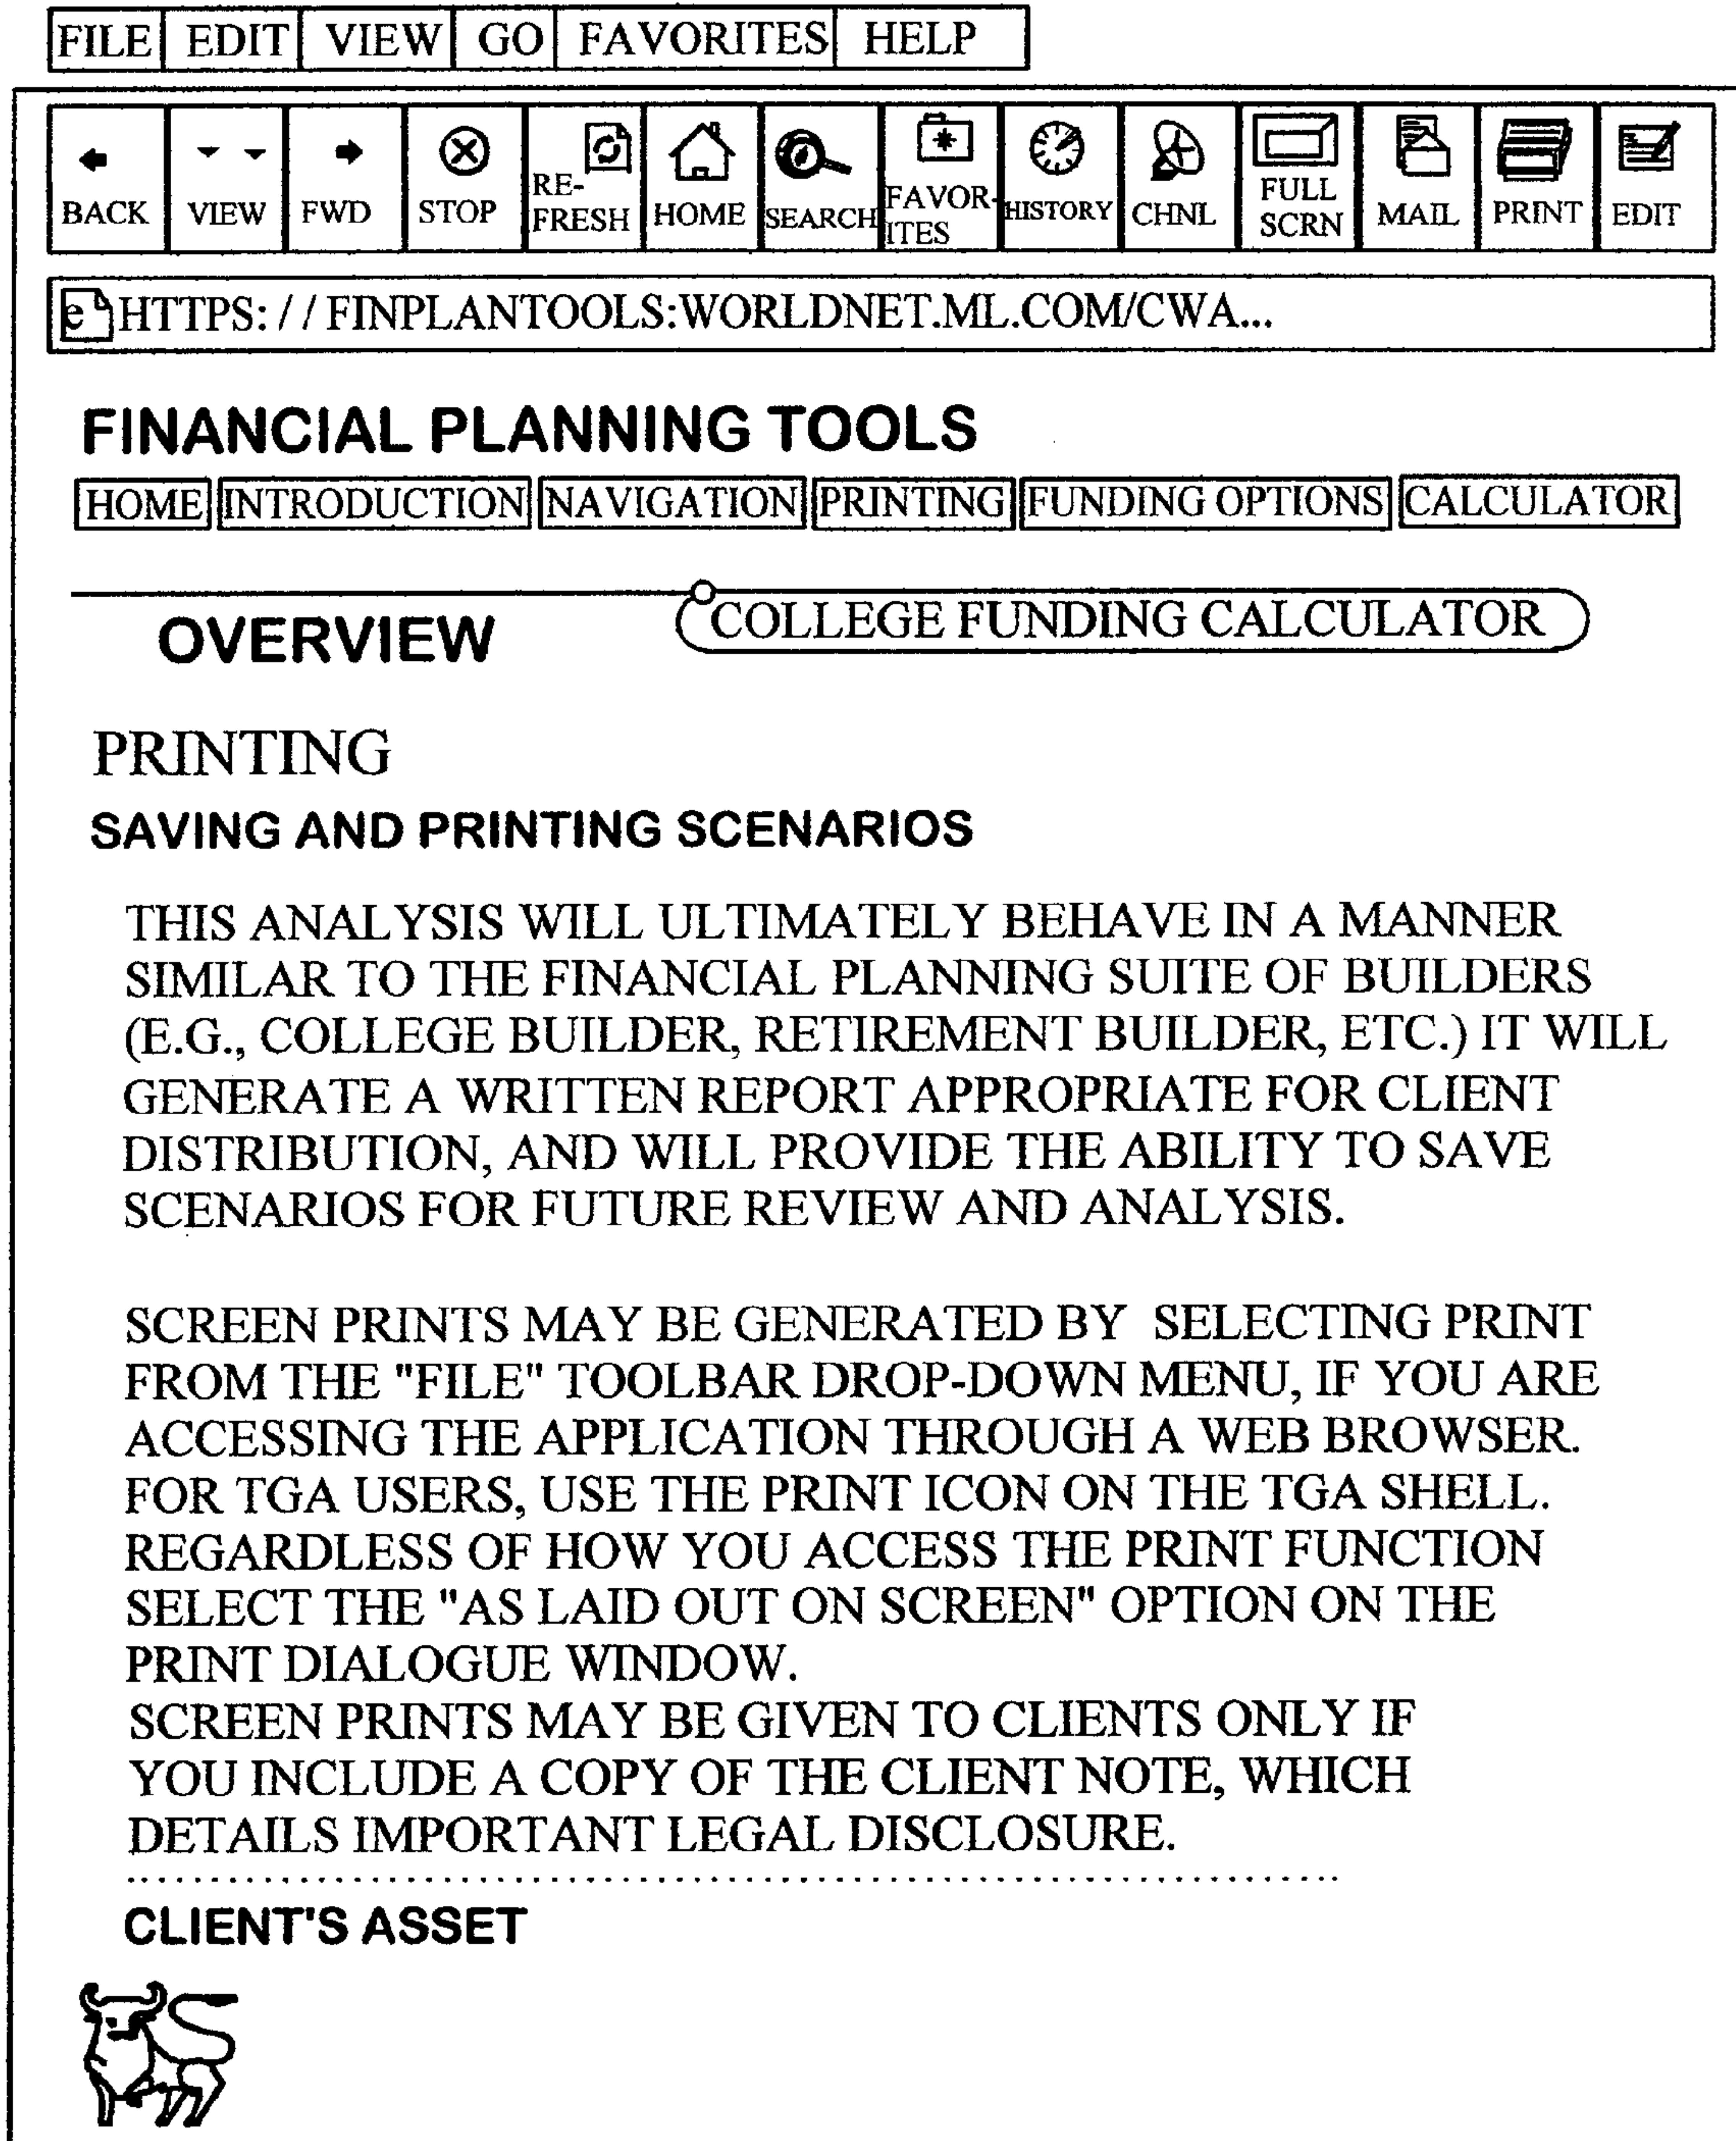 FILE EDIT VIEW GO FAVORITES HELP
BACK VIEW FWD STOP RE-FRESH HOME SEARCH FAVOR-ITES HISTORY CHNL FULL SCRN MAIL PRINT EDIT
e HTTPS: / / FINPLANTOOLS:WORLDNET.ML.COM/CWA...
FINANCIAL PLANNING TOOLS
HOME INTRODUCTION NAVIGATION PRINTING FUNDING OPTIONS CALCULATOR
OVERVIEW COLLEGE FUNDING CALCULATOR
PRINTING
SAVING AND PRINTING SCENARIOS
THIS ANALYSIS WILL ULTIMATELY BEHAVE IN A MANNER
SIMILAR TO THE FINANCIAL PLANNING SUITE OF BUILDERS
(E.G., COLLEGE BUILDER, RETIREMENT BUILDER, ETC.) IT WILL
GENERATE A WRITTEN REPORT APPROPRIATE FOR CLIENT
DISTRIBUTION, AND WILL PROVIDE THE ABILITY TO SAVE
SCENARIOS FOR FUTURE REVIEW AND ANALYSIS.
SCREEN PRINTS MAY BE GENERATED BY SELECTING PRINT
FROM THE "FILE" TOOLBAR DROP-DOWN MENU, IF YOU ARE
ACCESSING THE APPLICATION THROUGH A WEB BROWSER.
FOR TGA USERS, USE THE PRINT ICON ON THE TGA SHELL.
REGARDLESS OF HOW YOU ACCESS THE PRINT FUNCTION
SELECT THE "AS LAID OUT ON SCREEN" OPTION ON THE
PRINT DIALOGUE WINDOW.
SCREEN PRINTS MAY BE GIVEN TO CLIENTS ONLY IF
YOU INCLUDE A COPY OF THE CLIENT NOTE, WHICH
DETAILS IMPORTANT LEGAL DISCLOSURE.
CLIENT'S ASSET